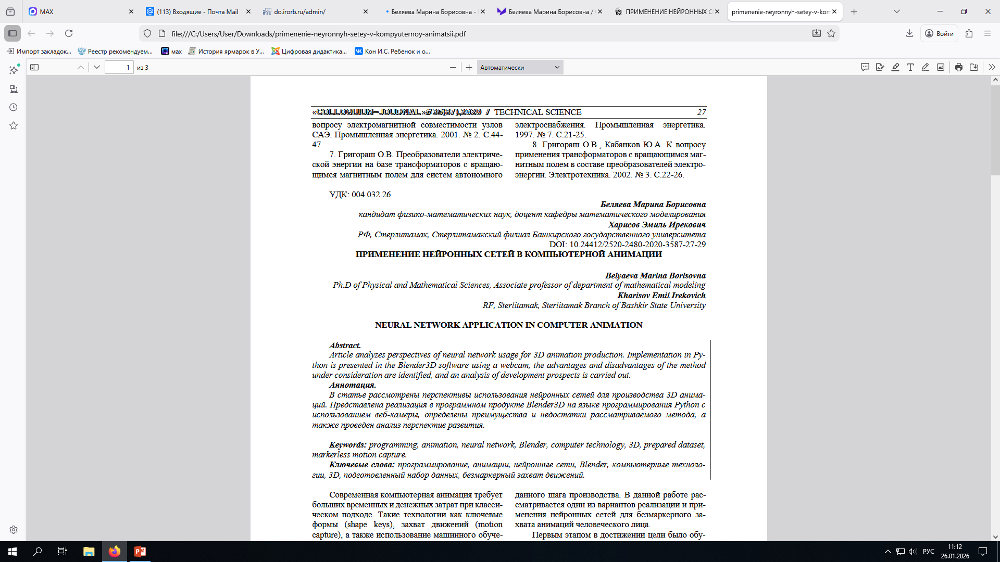 MAX
(113) Входящие - Почта Mail
do.irorb.ru/admin/
Беляева Марина Борисовна -
Беляева Марина Борисовна /
ПРИМЕНЕНИЕ НЕЙРОННЫХ С
primenenie-neyronnyh-setey-v-kom
file:///C:/Users/User/Downloads/primenenie-neyronnyh-setey-v-kompyuternoy-animatsii.pdf
Войти
Импорт закладок...
Реестр рекомендуем...
мах
История ярмарок в У...
Цифровая дидактика...
Кон И.С. Ребенок и о...
1
из 3
Автоматически
«COLLOQUIUM-JOURNAL»#35(87),2020 / TECHNICAL SCIENCE 27
вопросу электромагнитной совместимости узлов
САЭ. Промышленная энергетика. 2001. № 2. С.44-
47.
7. Григораш О.В. Преобразователи электриче-
ской энергии на базе трансформаторов с вращаю-
щимся магнитным полем для систем автономного
электроснабжения. Промышленная энергетика.
1997. № 7. С.21-25.
8. Григораш О.В., Кабанков Ю.А. К вопросу
применения трансформаторов с вращающимся маг-
нитным полем в составе преобразователей электро-
энергии. Электротехника. 2002. № 3. С.22-26.
УДК: 004.032.26
Беляева Марина Борисовна
кандидат физико-математических наук, доцент кафедры математического моделирования
Харисов Эмиль Ирекович
РФ, Стерлитамак, Стерлитамакский филиал Башкирского государственного университета
DOI: 10.24412/2520-2480-2020-3587-27-29
ПРИМЕНЕНИЕ НЕЙРОННЫХ СЕТЕЙ В КОМПЬЮТЕРНОЙ АНИМАЦИИ
Belyaeva Marina Borisovna
Ph.D of Physical and Mathematical Sciences, Associate professor of department of mathematical modeling
Kharisov Emil Irekovich
RF, Sterlitamak, Sterlitamak Branch of Bashkir State University
NEURAL NETWORK APPLICATION IN COMPUTER ANIMATION
Abstract.
Article analyzes perspectives of neural network usage for 3D animation production. Implementation in Py-
thon is presented in the Blender3D software using a webcam, the advantages and disadvantages of the method
under consideration are identified, and an analysis of development prospects is carried out.
Аннотация.
В статье рассмотрены перспективы использования нейронных сетей для производства 3D анима-
ций. Представлена реализация в программном продукте Blender3D на языке программирования Python с
использованием веб-камеры, определены преимущества и недостатки рассматриваемого метода, а
также проведен анализ перспектив развития.
Keywords: programming, animation, neural network, Blender, computer technology, 3D, prepared dataset,
markerless motion capture.
Ключевые слова: программирование, анимации, нейронные сети, Blender, компьютерные техноло-
гии, 3D, подготовленный набор данных, безмаркерный захват движений.
Современная компьютерная анимация требует
больших временных и денежных затрат при класси-
ческом подходе. Такие технологии как ключевые
формы (shape keys), захват движений (motion
capture), а также использование машинного обуче-
данного шага производства. В данной работе рас-
сматривается один из вариантов реализации и при-
менения нейронных сетей для безмаркерного за-
хвата анимаций человеческого лица.
Первым этапом в достижении цели было обу-
РУС
11:12
26.01.2026